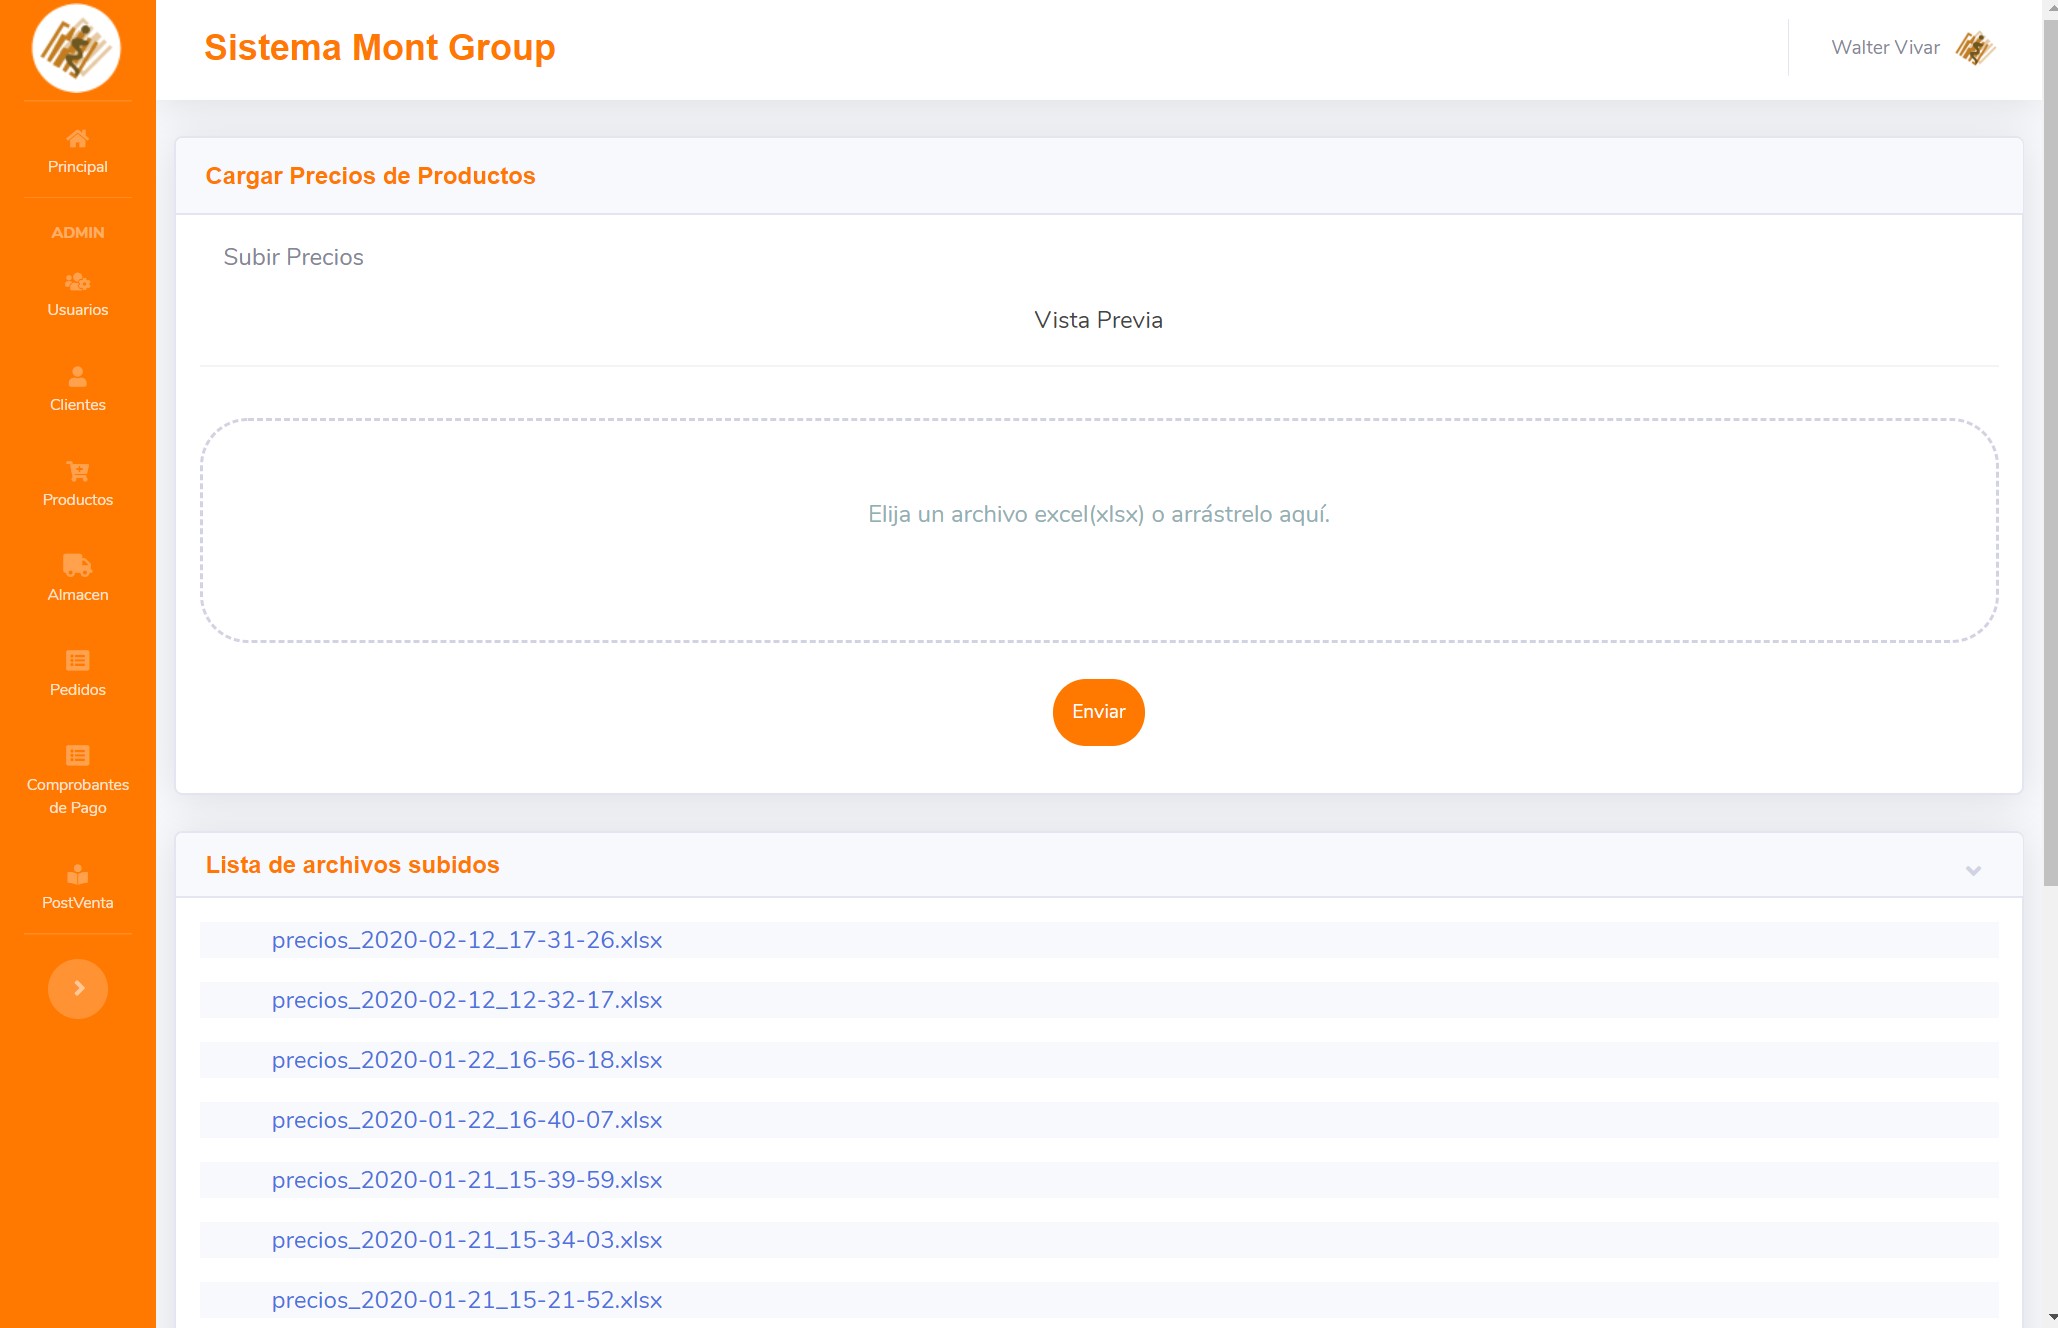 Sistema Mont Group
Walter Vivar
Principal
ADMIN
Usuarios
Clientes
Productos
Almacen
Pedidos
Comprobantes
de Pago
PostVenta
Cargar Precios de Productos
Subir Precios
Vista Previa
Elija un archivo excel(xlsx) o arrástrelo aquí.
Enviar
Lista de archivos subidos
precios_2020-02-12_17-31-26.xlsx
precios_2020-02-12_12-32-17.xlsx
precios_2020-01-22_16-56-18.xlsx
precios_2020-01-22_16-40-07.xlsx
precios_2020-01-21_15-39-59.xlsx
precios_2020-01-21_15-34-03.xlsx
precios_2020-01-21_15-21-52.xlsx